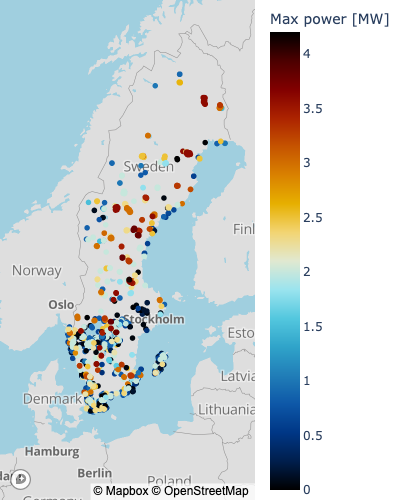 Max power [MW]
4
3.5
3
2.5
2
1.5
1
0.5
0
Sweden
Norway
Oslo
Stockholm
Finl
Esto
Latvia
Lithuania
Denmark
Hamburg
Berlin
Poland
© Mapbox © OpenStreetMap